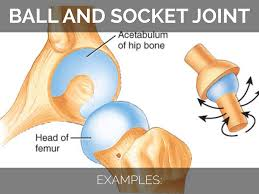 BALL AND SOCKET JOINT
Acetabulum
of hip bone
Head of
femur
EXAMPLES: